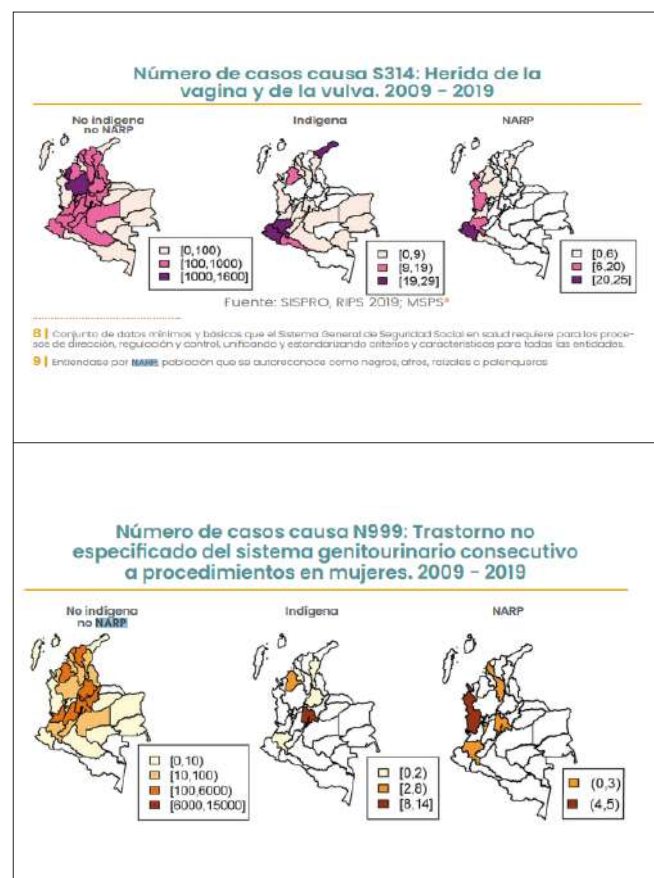 Número de casos causa S314: Herida de la
vagina y de la vulva. 2009 - 2019
No indígena
no NARP
Indígena
NARP
[0,100)
[100,1000)
[1000,1600]
[0,9)
[9,19)
[19,29]
[0,6)
[6,20)
[20,25]
Fuente: SISPRO, RIPS 2019; MSPS⁸
8 | Conjunto de datos mínimos y básicos que el Sistema General de Seguridad Social en salud requiere para los proce-
sos de dirección, regulación y control, unificando y estandarizando criterios y características para todas las entidades.
9 | Entiéndase por NARP, población que se autoreconoce como negros, afros, raizales o palenqueras
Número de casos causa N999: Trastorno no
especificado del sistema genitourinario consecutivo
a procedimientos en mujeres. 2009 - 2019
No indígena
no NARP
Indígena
NARP
[0,10)
[10,100)
[100,6000)
[6000,15000]
[0,2)
[2,8)
[8,14]
(0,3)
(4,5)